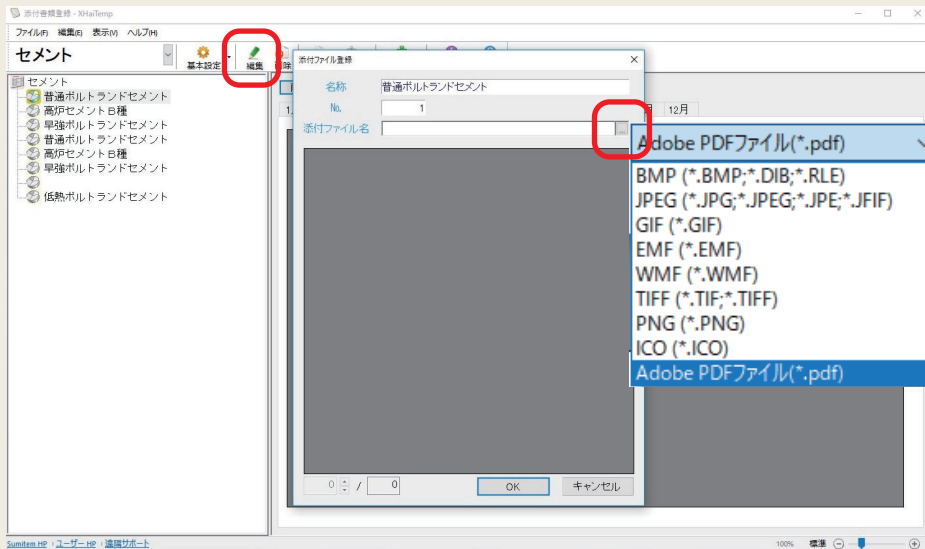 添付書類登録 - XHaiTemp
ファイル(F) 編集(E) 表示(V) ヘルプ(H)
セメント
基本設定
編集
セメント
普通ポルトランドセメント
高炉セメントB種
早強ポルトランドセメント
普通ポルトランドセメント
高炉セメントB種
早強ポルトランドセメント
低熱ポルトランドセメント
添付ファイル登録
名称 普通ポルトランドセメント
No. 1
添付ファイル名 ...
0 / 0
OK キャンセル
12月
Adobe PDFファイル(*.pdf)
BMP (*.BMP;*.DIB;*.RLE)
JPEG (*.JPG;*.JPEG;*.JPE;*.JFIF)
GIF (*.GIF)
EMF (*.EMF)
WMF (*.WMF)
TIFF (*.TIF;*.TIFF)
PNG (*.PNG)
ICO (*.ICO)
Adobe PDFファイル(*.pdf)
Sumitem HP ユーザー HP 遠隔サポート
100% 標準